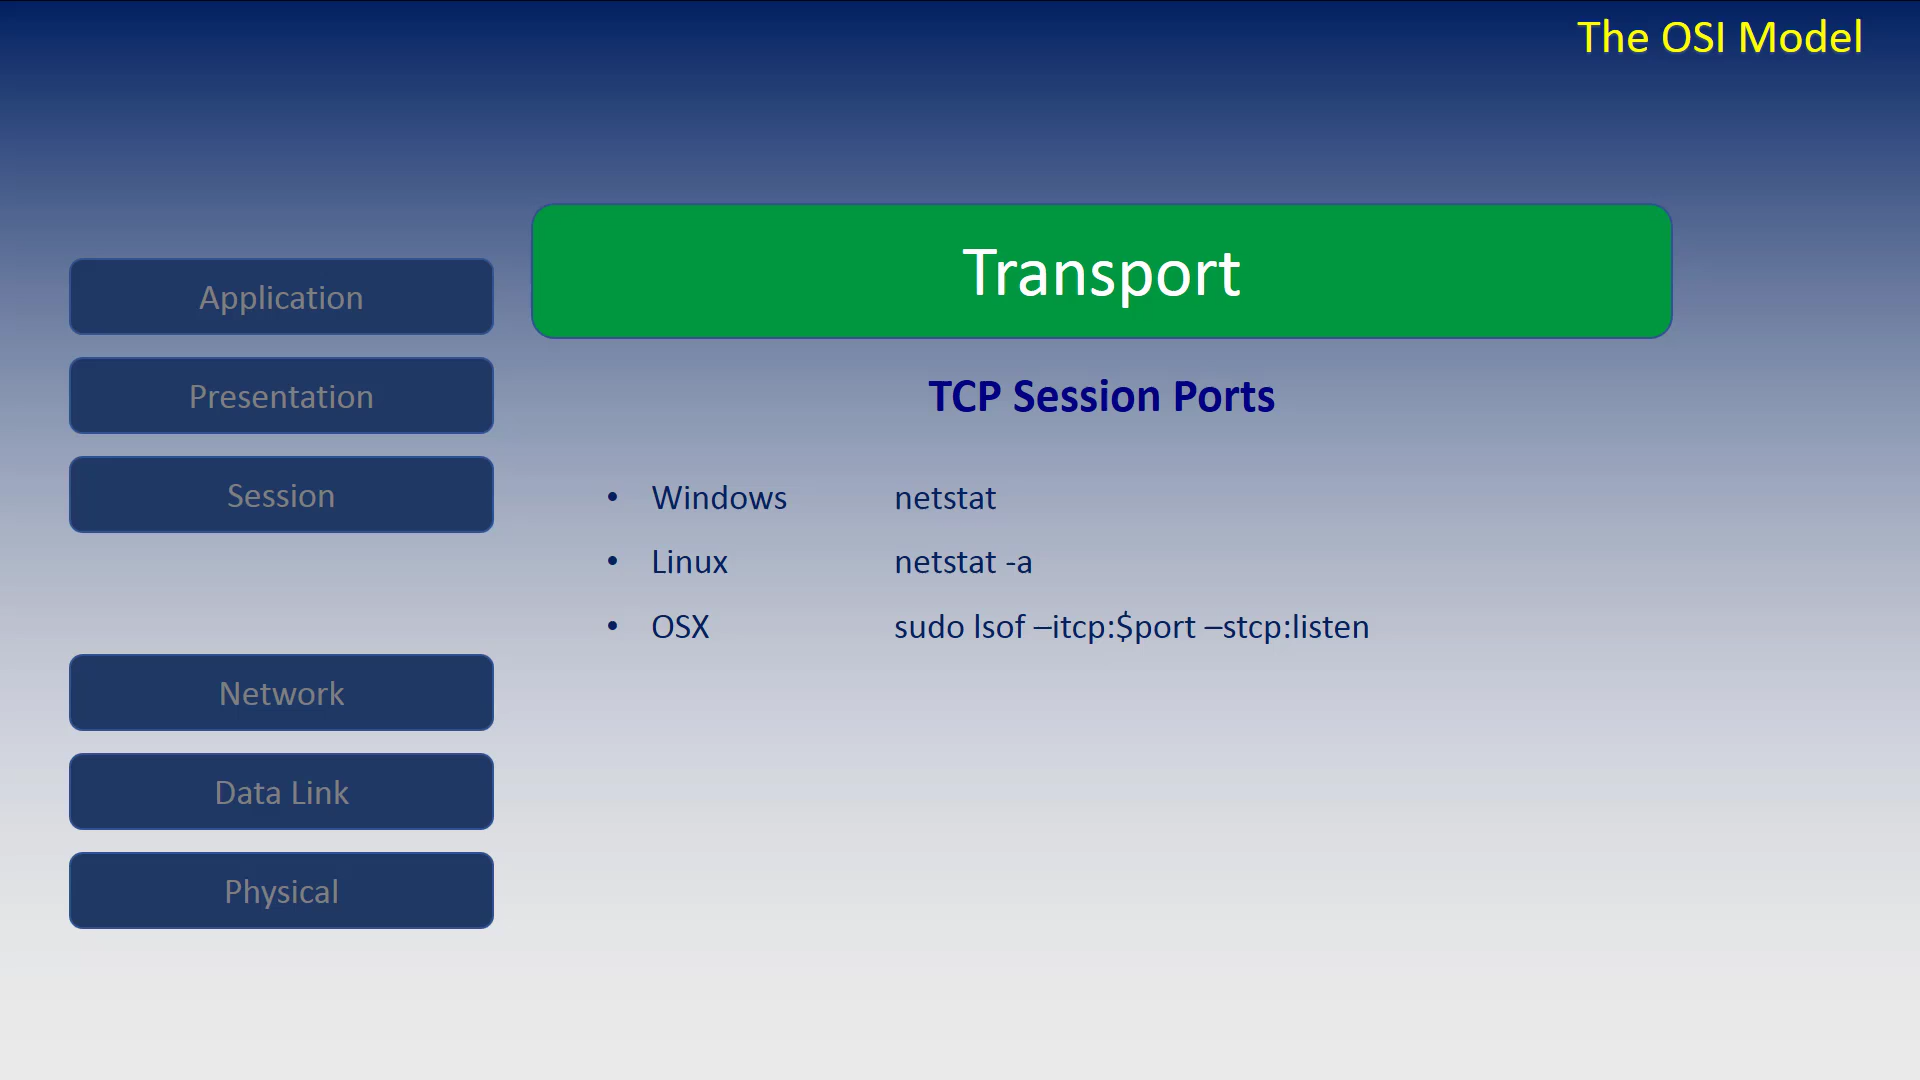 The OSI Model
Transport
Application
Presentation
Session
Network
Data Link
Physical
TCP Session Ports
• Windows netstat
• Linux netstat -a
• OSX sudo lsof –itcp:$port –stcp:listen